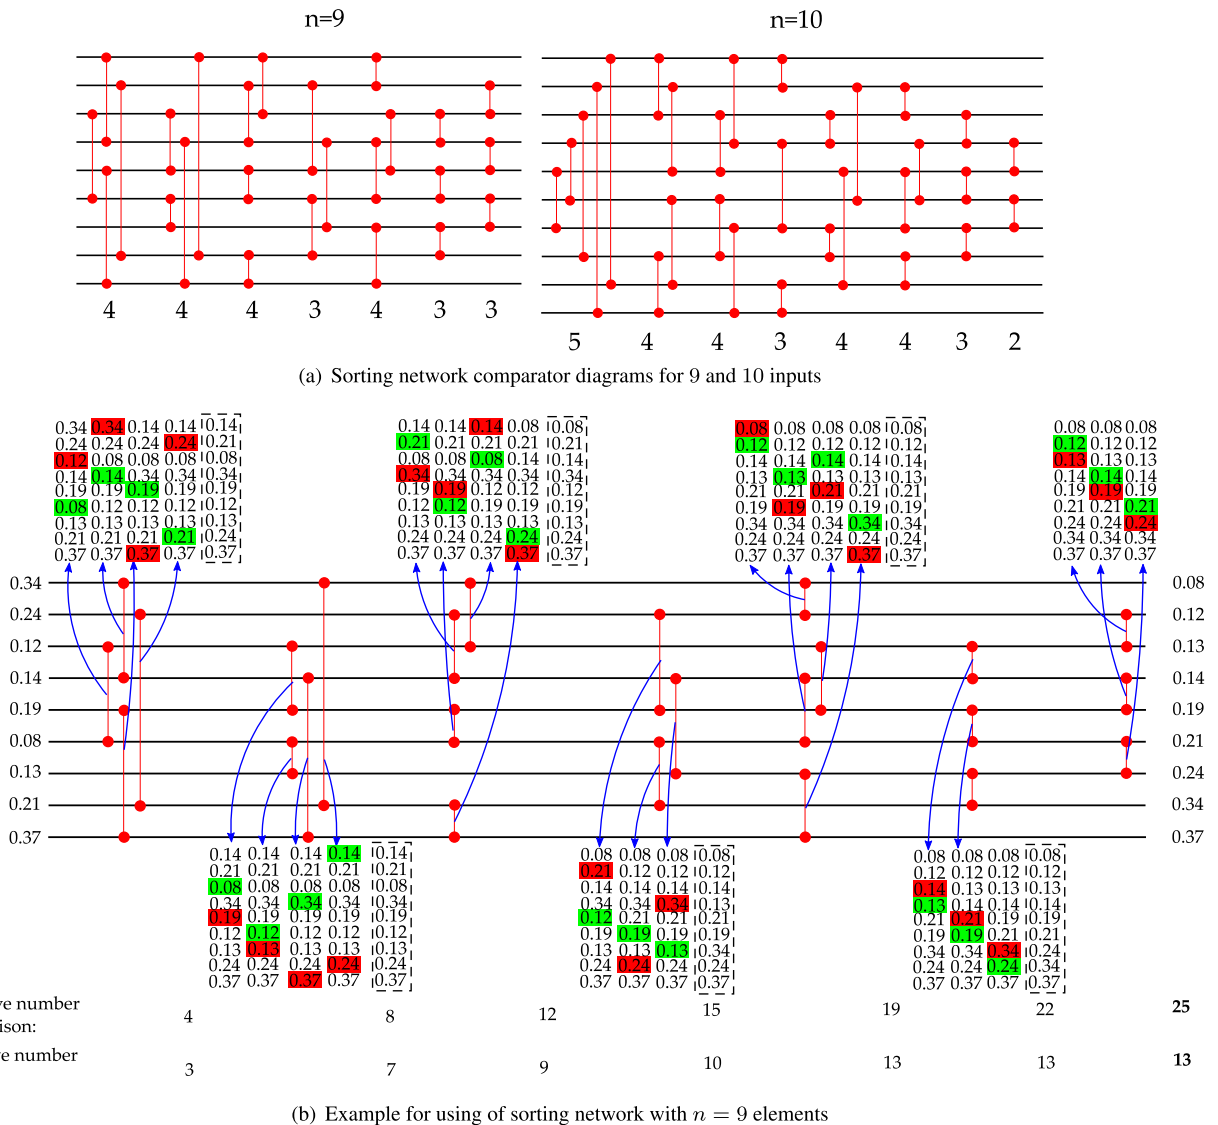 n=9
n=10
4 4 4 3 4 3 3
5 4 4 3 4 4 3 2
(a) Sorting network comparator diagrams for 9 and 10 inputs
0.34 0.34 0.14 0.14 0.14
0.24 0.24 0.24 0.24 0.21
0.12 0.08 0.08 0.08 0.08
0.14 0.14 0.34 0.34 0.34
0.19 0.19 0.19 0.19 0.19
0.08 0.12 0.12 0.12 0.12
0.13 0.13 0.13 0.13 0.13
0.21 0.21 0.21 0.21 0.24
0.37 0.37 0.37 0.37 0.37
0.14 0.14 0.14 0.08 0.08
0.21 0.21 0.21 0.21 0.21
0.08 0.08 0.08 0.14 0.14
0.34 0.34 0.34 0.34 0.34
0.19 0.19 0.12 0.12 0.12
0.12 0.12 0.19 0.19 0.19
0.13 0.13 0.13 0.13 0.13
0.24 0.24 0.24 0.24 0.24
0.37 0.37 0.37 0.37 0.37
0.08 0.08 0.08 0.08 0.08
0.12 0.12 0.12 0.12 0.12
0.14 0.14 0.14 0.14 0.14
0.13 0.13 0.13 0.13 0.13
0.21 0.21 0.21 0.21 0.21
0.19 0.19 0.19 0.19 0.19
0.34 0.34 0.34 0.34 0.34
0.24 0.24 0.24 0.24 0.24
0.37 0.37 0.37 0.37 0.37
0.08 0.08 0.08
0.12 0.12 0.12
0.13 0.13 0.13
0.14 0.14 0.14
0.19 0.19 0.19
0.21 0.21 0.21
0.24 0.24 0.24
0.34 0.34 0.34
0.37 0.37 0.37
0.34 0.08
0.24 0.12
0.12 0.13
0.14 0.14
0.19 0.19
0.08 0.21
0.13 0.24
0.21 0.34
0.37 0.37
0.14 0.14 0.14 0.14 0.14
0.21 0.21 0.21 0.21 0.21
0.08 0.08 0.08 0.08 0.08
0.34 0.34 0.34 0.34 0.34
0.19 0.19 0.19 0.19 0.19
0.12 0.12 0.12 0.12 0.12
0.13 0.13 0.13 0.13 0.13
0.24 0.24 0.24 0.24 0.24
0.37 0.37 0.37 0.37 0.37
0.08 0.08 0.08 0.08
0.21 0.12 0.12 0.12
0.14 0.14 0.14 0.14
0.34 0.34 0.34 0.13
0.12 0.21 0.21 0.21
0.19 0.19 0.19 0.19
0.13 0.13 0.13 0.34
0.24 0.24 0.24 0.24
0.37 0.37 0.37 0.37
0.08 0.08 0.08 0.08
0.12 0.12 0.12 0.12
0.14 0.13 0.13 0.13
0.13 0.14 0.14 0.14
0.21 0.21 0.19 0.19
0.19 0.19 0.21 0.21
0.34 0.34 0.34 0.24
0.24 0.24 0.24 0.34
0.37 0.37 0.37 0.37
ve number
ison:
4 8 12 15 19 22 25
ve number
3 7 9 10 13 13 13
(b) Example for using of sorting network with n = 9 elements